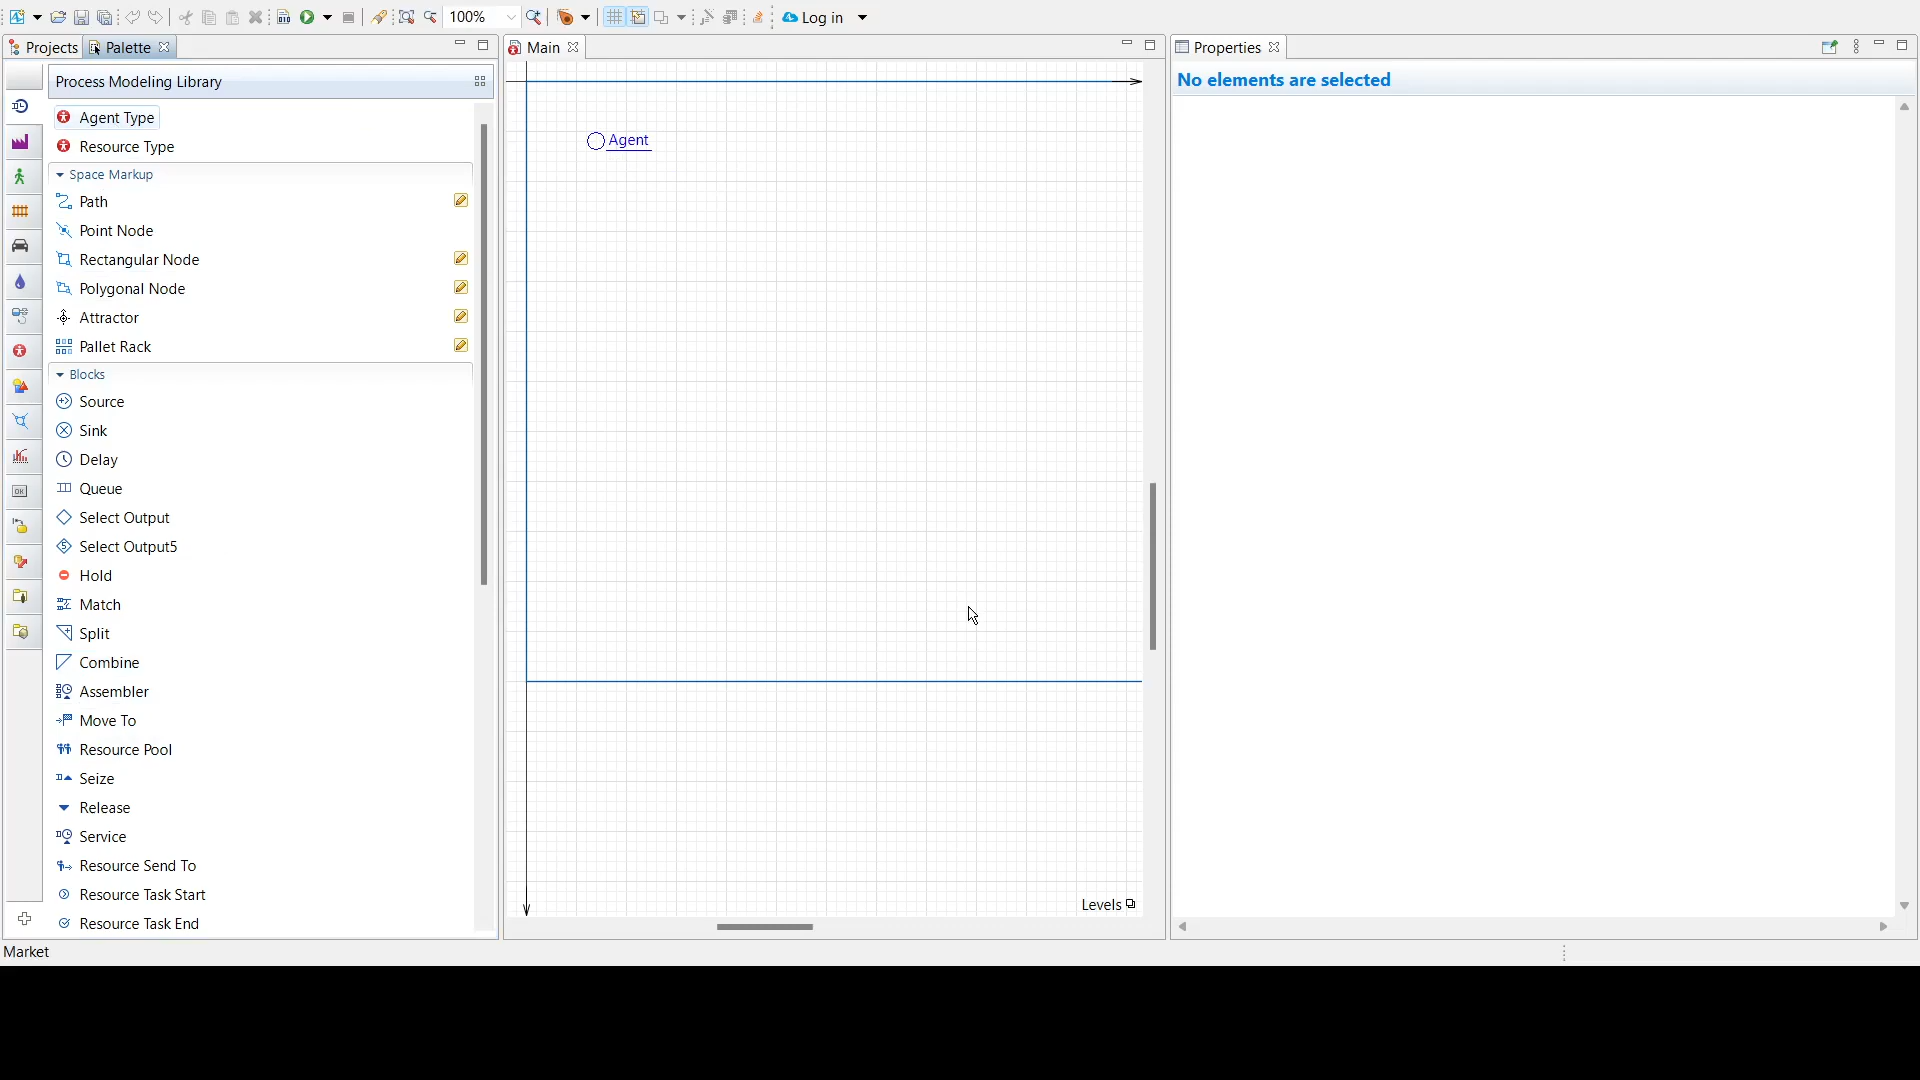 100%
Log in
Projects
Palette
Main
Properties
Process Modeling Library
No elements are selected
Agent Type
Resource Type
Space Markup
Path
Point Node
Rectangular Node
Polygonal Node
Attractor
Pallet Rack
Blocks
Source
Sink
Delay
Queue
Select Output
Select Output5
Hold
Match
Split
Combine
Assembler
Move To
Resource Pool
Seize
Release
Service
Resource Send To
Resource Task Start
Resource Task End
OK
Agent
Levels
Market